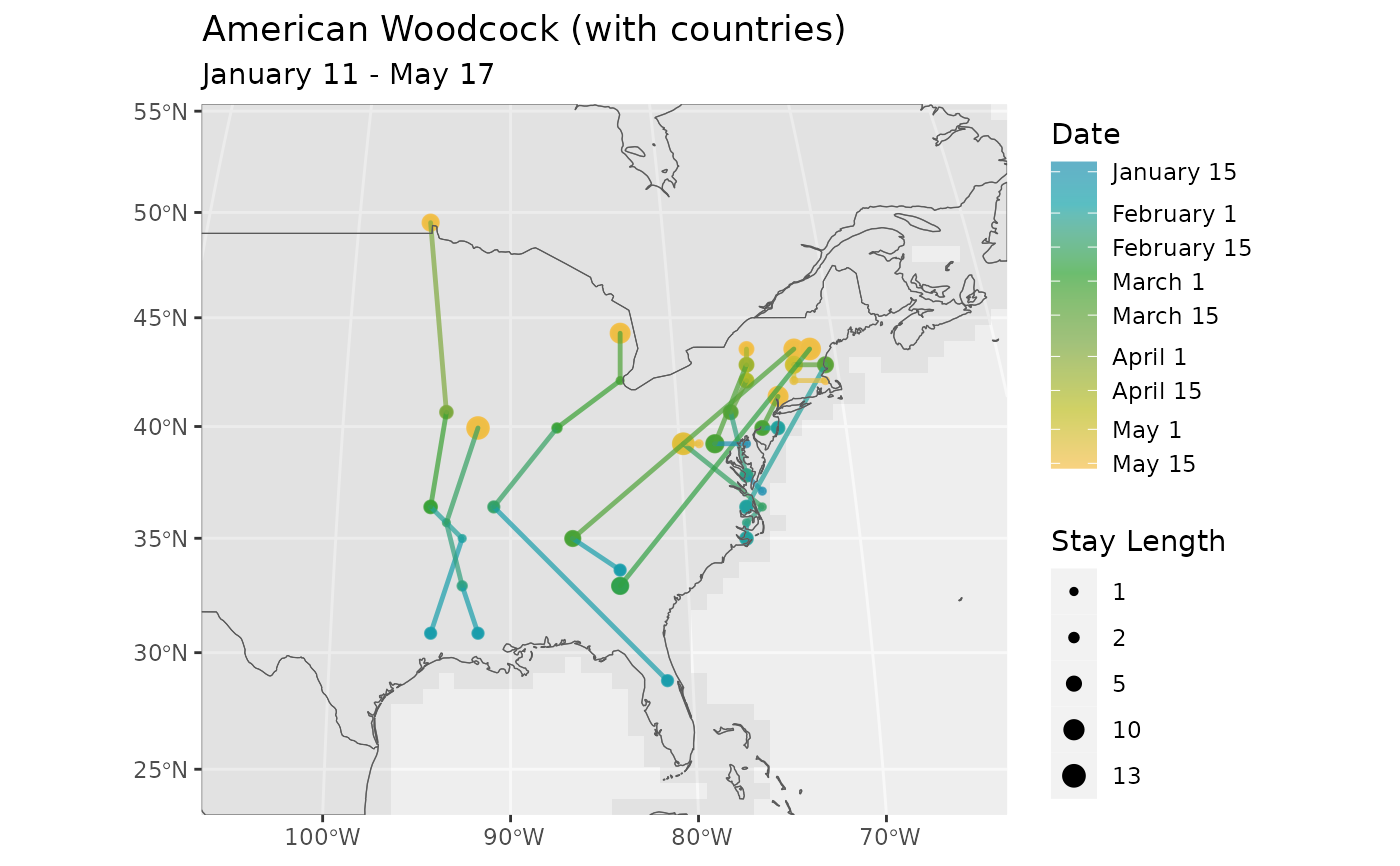 American Woodcock (with countries)
January 11 - May 17
55°N
50°N
45°N
40°N
35°N
30°N
25°N
100°W
90°W
80°W
70°W
Date
January 15
February 1
February 15
March 1
March 15
April 1
April 15
May 1
May 15
Stay Length
1
2
5
10
13